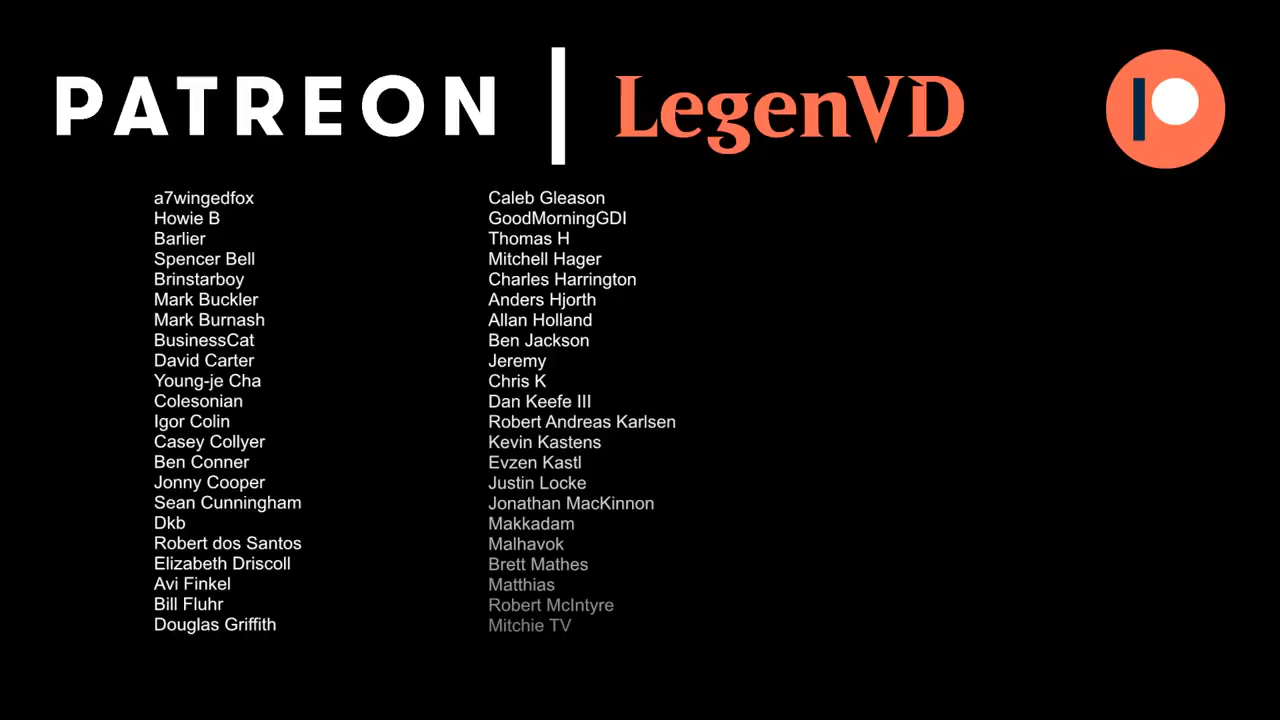 PATREON | LegenVD
a7wingedfox
Howie B
Barlier
Spencer Bell
Brinstarboy
Mark Buckler
Mark Burnash
BusinessCat
David Carter
Young-je Cha
Colesonian
Igor Colin
Casey Collyer
Ben Conner
Jonny Cooper
Sean Cunningham
Dkb
Robert dos Santos
Elizabeth Driscoll
Avi Finkel
Bill Fluhr
Douglas Griffith
Caleb Gleason
GoodMorningGDI
Thomas H
Mitchell Hager
Charles Harrington
Anders Hjorth
Allan Holland
Ben Jackson
Jeremy
Chris K
Dan Keefe III
Robert Andreas Karlsen
Kevin Kastens
Evzen Kastl
Justin Locke
Jonathan MacKinnon
Makkadam
Malhavok
Brett Mathes
Matthias
Robert McIntyre
Mitchie TV